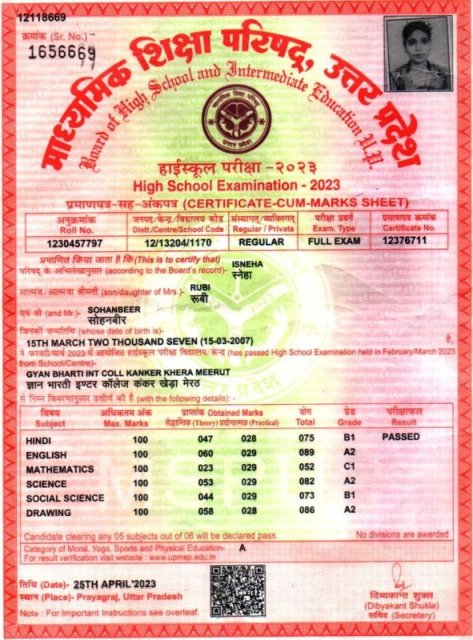 12118669
क्रमांक (Sr. No.) -
1656669
माध्यमिक शिक्षा परिषद्, उत्तर प्रदेश
Board of High School and Intermediate Education U.P.
हाईस्कूल परीक्षा - २०२३
High School Examination - 2023
प्रमाणपत्र-सह-अंकपत्र (CERTIFICATE-CUM-MARKS SHEET)
अनुक्रमांक जनपद/केन्द्र/विद्यालय कोड संस्थागत्/व्यक्तिगत् परीक्षा प्रवर्ग प्रमाणपत्र क्रमांक
Roll No. Distt./Centre/School Code Regular / Private Exam. Type Certificate No.
1230457797 12/13204/1170 REGULAR FULL EXAM 12376711
प्रमाणित किया जाता है कि (This is to certify that)
ISNEHA
परिषद् के अभिलेखानुसार (according to the Board's record)- स्नेहा
RUBI
आत्मज/आत्मजा श्रीमती (son/daughter of Mrs.)- रूबी
SOHANBEER
एवं श्री (and Mr.)- सोहनबीर
जिनकी जन्मतिथि (whose date of birth is)-
15TH MARCH TWO THOUSAND SEVEN (15-03-2007) है,
ने फरवरी/मार्च 2023 में आयोजित हाईस्कूल परीक्षा विद्यालय/केन्द्र (has passed High School Examination held in February/March 2023
from School/Centre)-
GYAN BHARTI INT COLL KANKER KHERA MEERUT
ज्ञान भारती इण्टर कॉलेज कंकर खेड़ा मेरठ
से निम्न विवरणानुसार उत्तीर्ण की है (with the following details): -
विषय अधिकतम अंक प्राप्तांक Obtained Marks योग ग्रेड परीक्षाफल
Subject Max. Marks सैद्धान्तिक (Theory) प्रयोगात्मक (Practical) Total Grade Result
HINDI 100 047 028 075 B1 PASSED
ENGLISH 100 060 029 089 A2
MATHEMATICS 100 023 029 052 C1
SCIENCE 100 053 029 082 A2
SOCIAL SCIENCE 100 044 029 073 B1
DRAWING 100 058 028 086 A2
Candidate clearing any 05 subjects out of 06 will be declared pass. No divisions are awarded
Category of Moral, Yoga, Sports and Physical Education- A
For result verification visit website : www.upmsp.edu.in
तिथि (Date)- 25TH APRIL'2023
स्थान (Place)- Prayagraj, Uttar Pradesh
Note : For Important Instructions see overleaf.
दिव्यकान्त शुक्ल
(Dibyakant Shukla)
सचिव (Secretary)